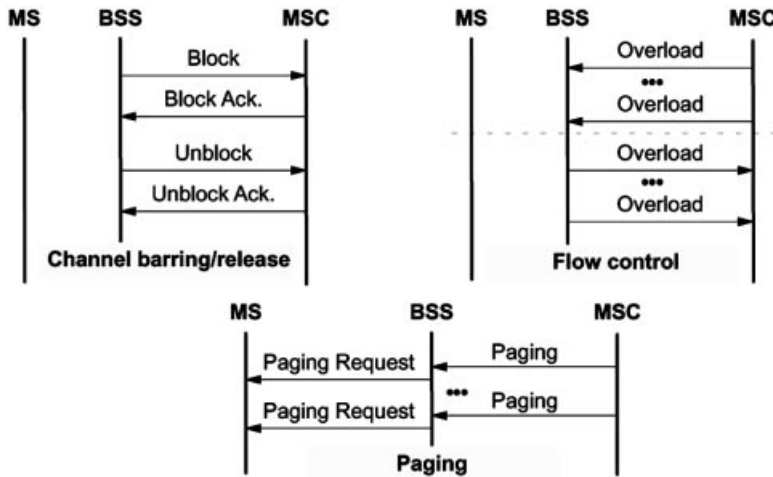 MS BSS MSC
Block
Block Ack.
Unblock
Unblock Ack.
Channel barring/release
MS BSS MSC
Overload
Overload
Overload
Overload
Flow control
MS BSS MSC
Paging Request Paging
Paging Request Paging
Paging